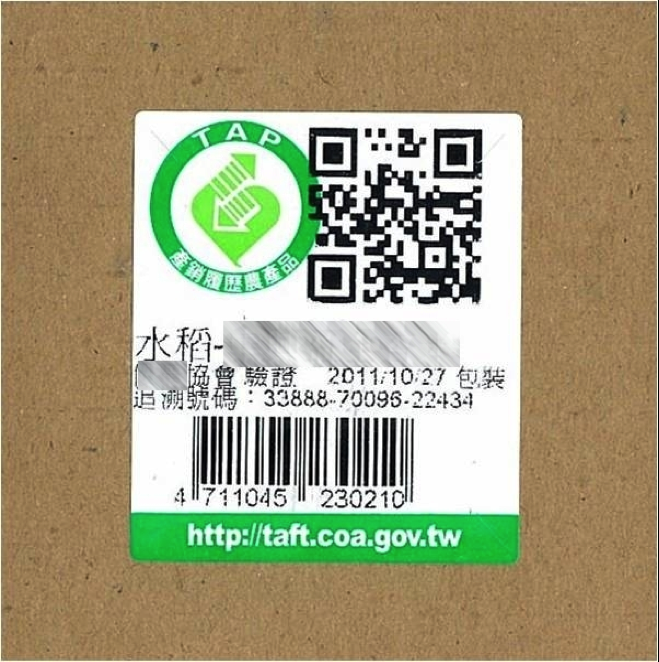 TAP
產銷履歷農產品
水稻-
協會 驗證 2011/10/27 包裝
追溯號碼：33888-70096-22434
4 711045 230210
http://taft.coa.gov.tw